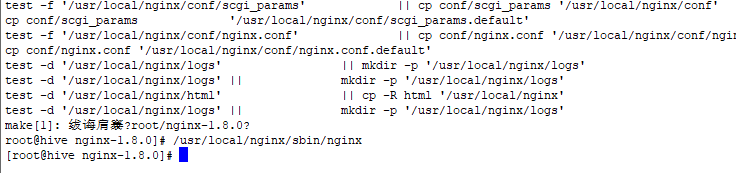 test -f '/usr/local/nginx/conf/scgi_params' || cp conf/scgi_params '/usr/local/nginx/conf'
cp conf/scgi_params '/usr/local/nginx/conf/scgi_params.default'
test -f '/usr/local/nginx/conf/nginx.conf' || cp conf/nginx.conf '/usr/local/nginx/conf/ngin
cp conf/nginx.conf '/usr/local/nginx/conf/nginx.conf.default'
test -d '/usr/local/nginx/logs' || mkdir -p '/usr/local/nginx/logs'
test -d '/usr/local/nginx/logs' || mkdir -p '/usr/local/nginx/logs'
test -d '/usr/local/nginx/html' || cp -R html '/usr/local/nginx'
test -d '/usr/local/nginx/logs' || mkdir -p '/usr/local/nginx/logs'
make[1]: 绂诲肩褰?root/nginx-1.8.0?
root@hive nginx-1.8.0]# /usr/local/nginx/sbin/nginx
[root@hive nginx-1.8.0]#